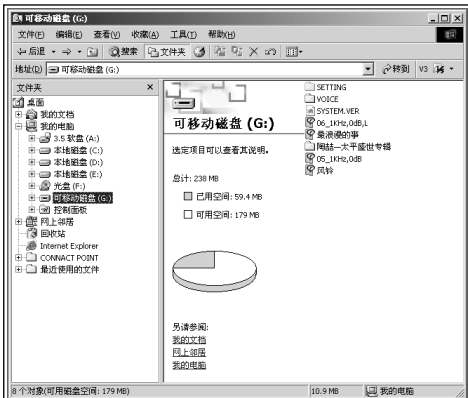 可移动磁盘 (G:)
文件(F) 编辑(E) 查看(V) 收藏(A) 工具(T) 帮助(H)
后退 搜索 文件夹
地址(D) 可移动磁盘 (G:) 转到 V3
文件夹
桌面
我的文档
我的电脑
3.5 软盘 (A:)
本地磁盘 (C:)
本地磁盘 (D:)
本地磁盘 (E:)
光盘 (F:)
可移动磁盘 (G:)
控制面板
网上邻居
回收站
Internet Explorer
CONNACT POINT
最近使用的文件
可移动磁盘 (G:)
选定项目可以查看其说明。
总计: 238 MB
已用空间: 59.4 MB
可用空间: 179 MB
另请参阅:
我的文档
网上邻居
我的电脑
SETTING
VOICE
SYSTEM.VER
06_1KHz,0dB,L
最浪漫的事
陶喆—太平盛世专辑
05_1KHz,0dB
风铃
8 个对象(可用磁盘空间: 179 MB) 10.9 MB 我的电脑